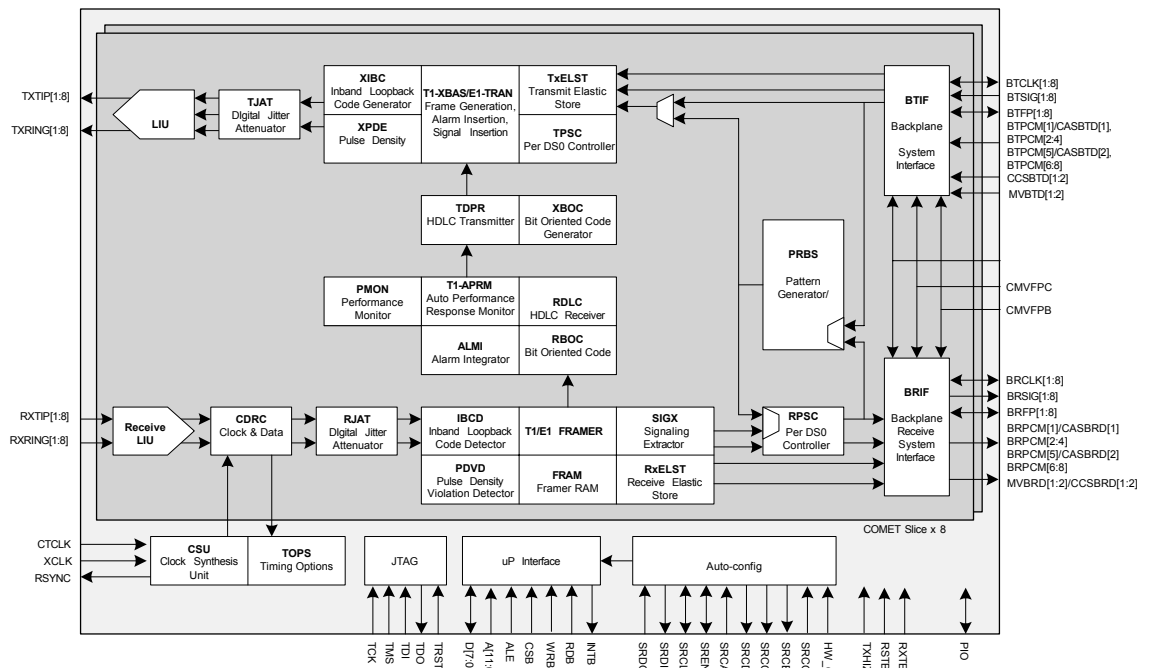 XIBC
Inband Loopback
Code Generator
T1-XBAS/E1-TRAN
Frame Generation,
Alarm Insertion,
Signal Insertion
TxELST
Transmit Elastic
Store
XPDE
Pulse Density
TPSC
Per DS0 Controller
TXTIP[1:8]
TXRING[1:8]
LIU
TJAT
DIgital Jitter
Attenuator
BTIF
Backplane
System
Interface
BTCLK[1:8]
BTSIG[1:8]
BTFP[1:8]
BTPCM[1]/CASBTD[1],
BTPCM[2:4]
BTPCM[5]/CASBTD[2],
BTPCM[6:8]
CCSBTD[1:2]
MVBTD[1:2]
TDPR
HDLC Transmitter
XBOC
Bit Oriented Code
Generator
PRBS
Pattern
Generator/
CMVFPC
CMVFPB
PMON
Performance
Monitor
T1-APRM
Auto Performance
Response Monitor
RDLC
HDLC Receiver
ALMI
Alarm Integrator
RBOC
Bit Oriented Code
RXTIP[1:8]
RXRING[1:8]
Receive
LIU
CDRC
Clock & Data
RJAT
DIgital Jitter
Attenuator
IBCD
Inband Loopback
Code Detector
T1/E1 FRAMER
SIGX
Signaling
Extractor
PDVD
Pulse Density
Violation Detector
FRAM
Framer RAM
RxELST
Receive Elastic
Store
RPSC
Per DS0
Controller
BRIF
Backplane
Receive
System
Interface
BRCLK[1:8]
BRSIG[1:8]
BRFP[1:8]
BRPCM[1]/CASBRD[1]
BRPCM[2:4]
BRPCM[5]/CASBRD[2]
BRPCM[6:8]
MVBRD[1:2]/CCSBRD[1:2]
COMET Slice x 8
CTCLK
XCLK
RSYNC
CSU
Clock Synthesis
Unit
TOPS
Timing Options
JTAG
uP Interface
Auto-config
TCK
TMS
TDI
TDO
TRST
D[7:0
A[11:
ALE
CSB
WRB
RDB
INTB
PIO